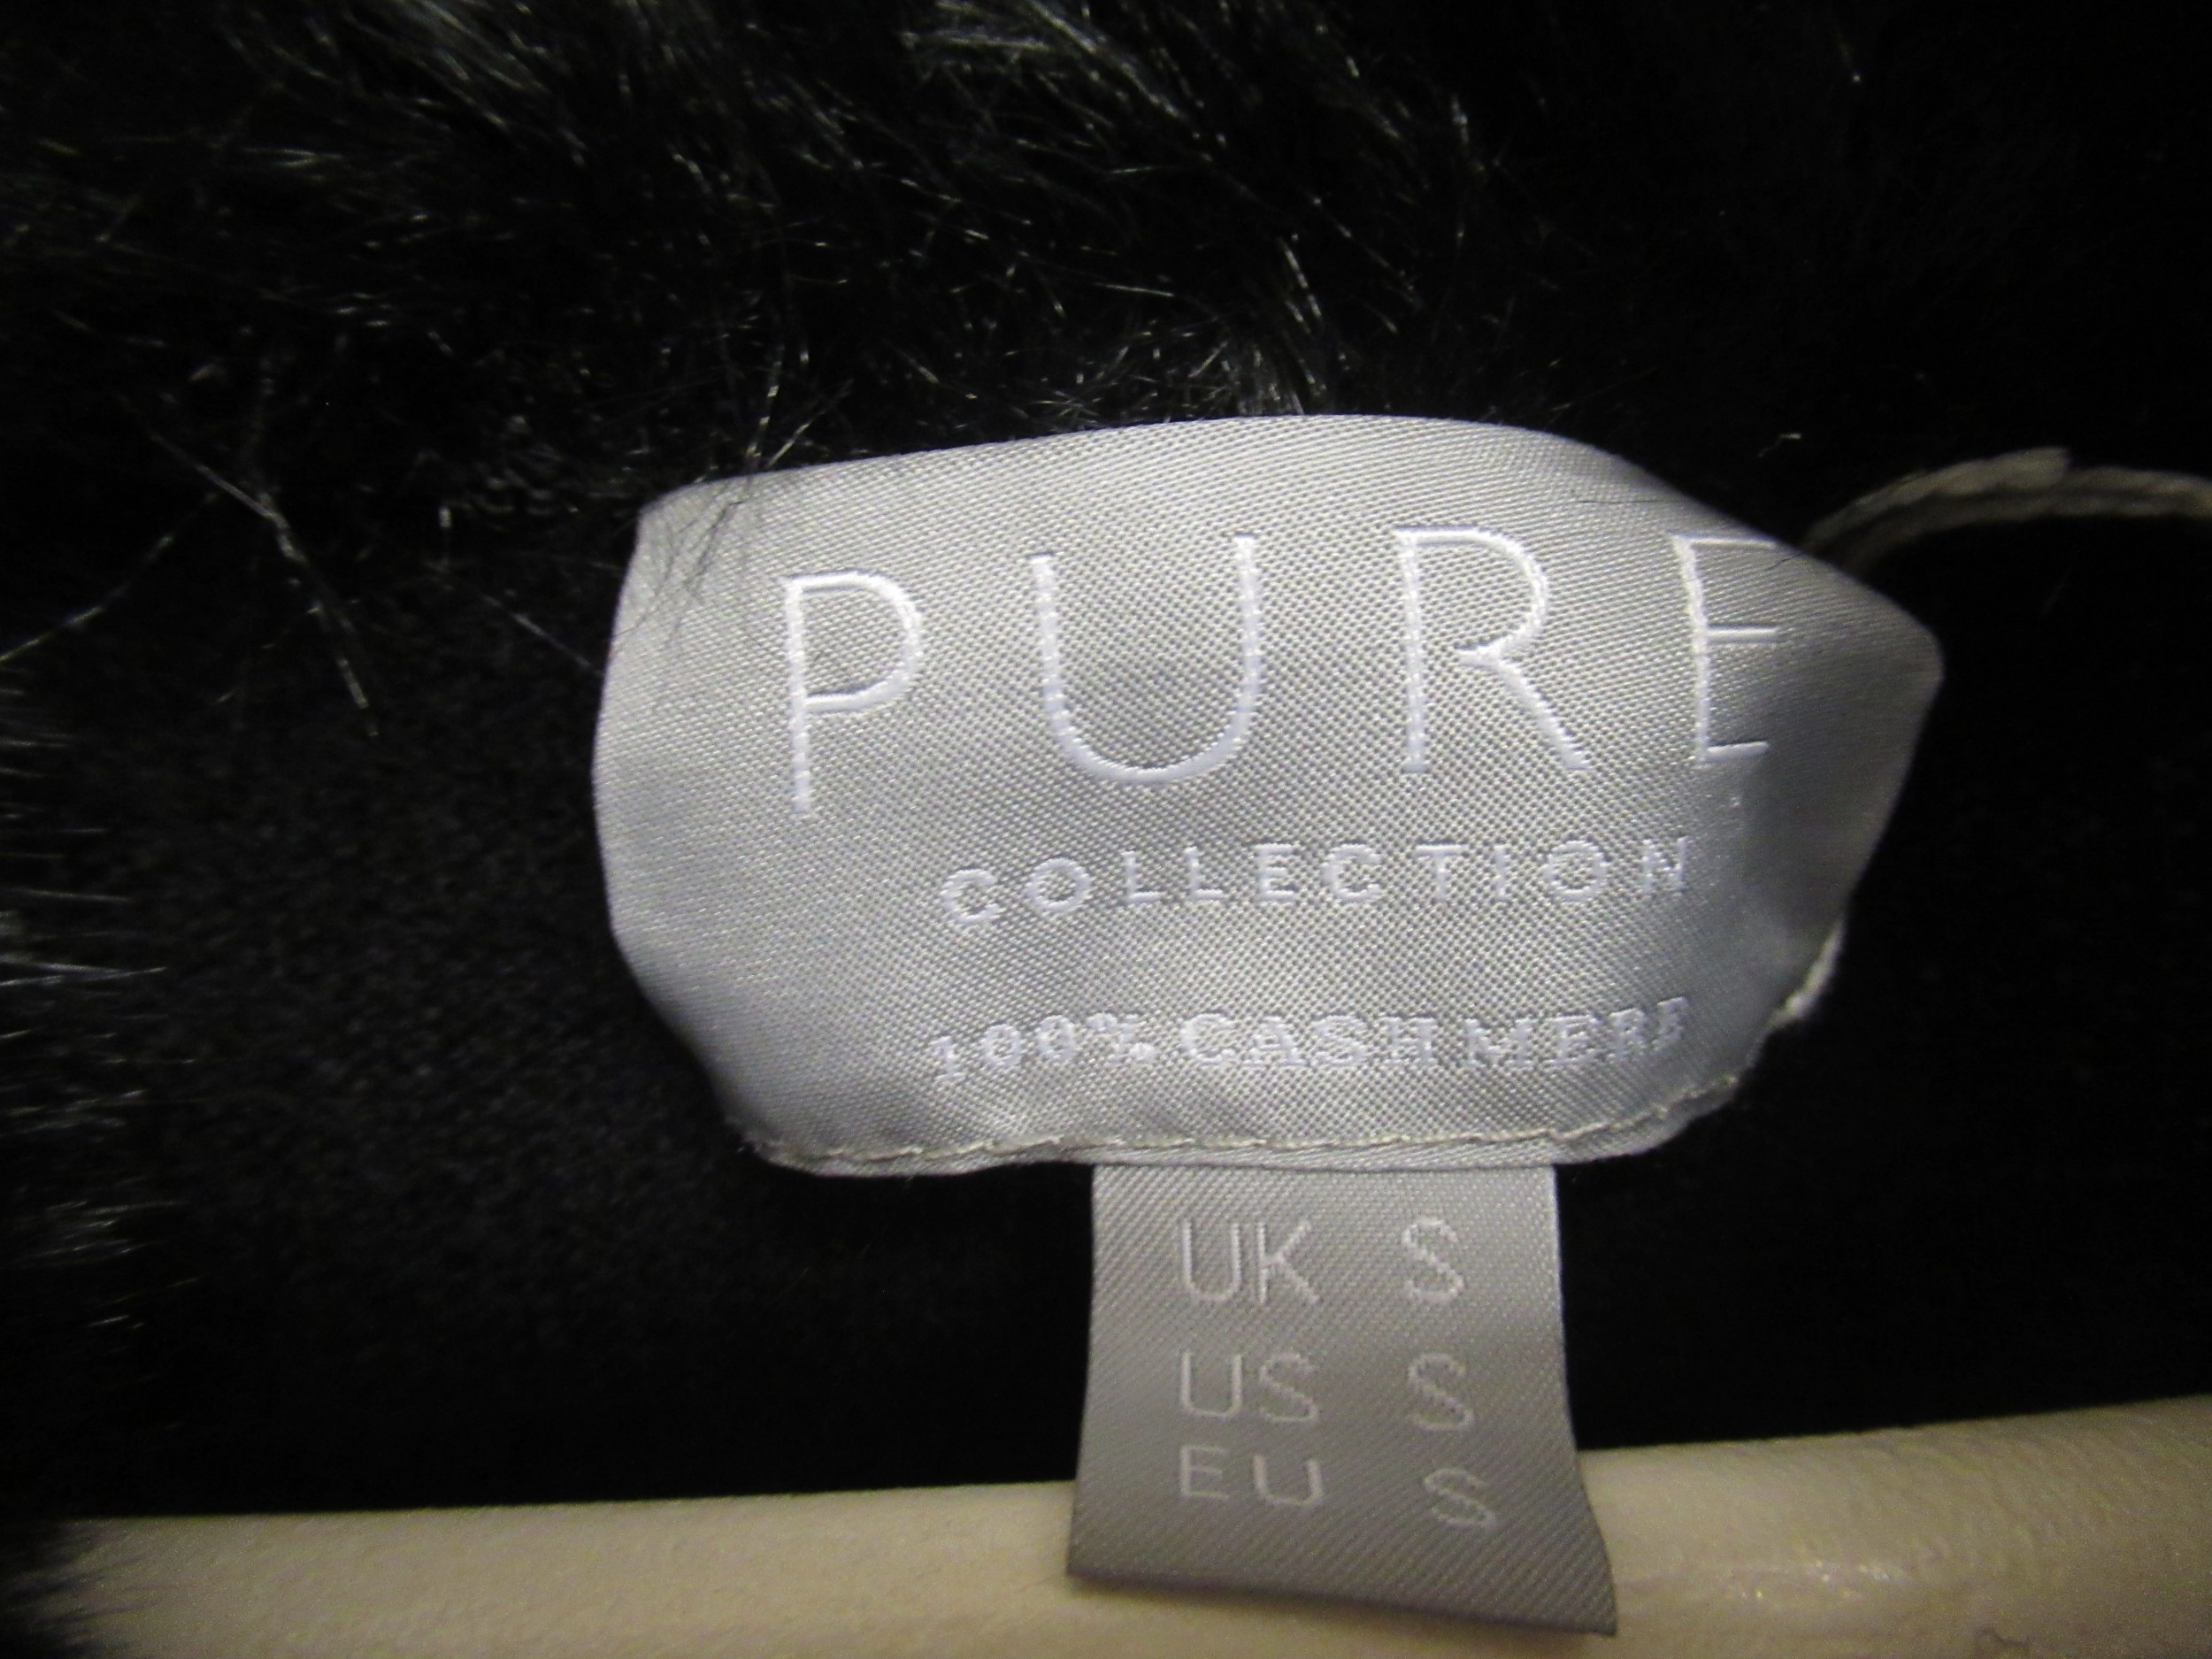 PURE
COLLECTION
100% CASHMERE
UK S
US S
EU S